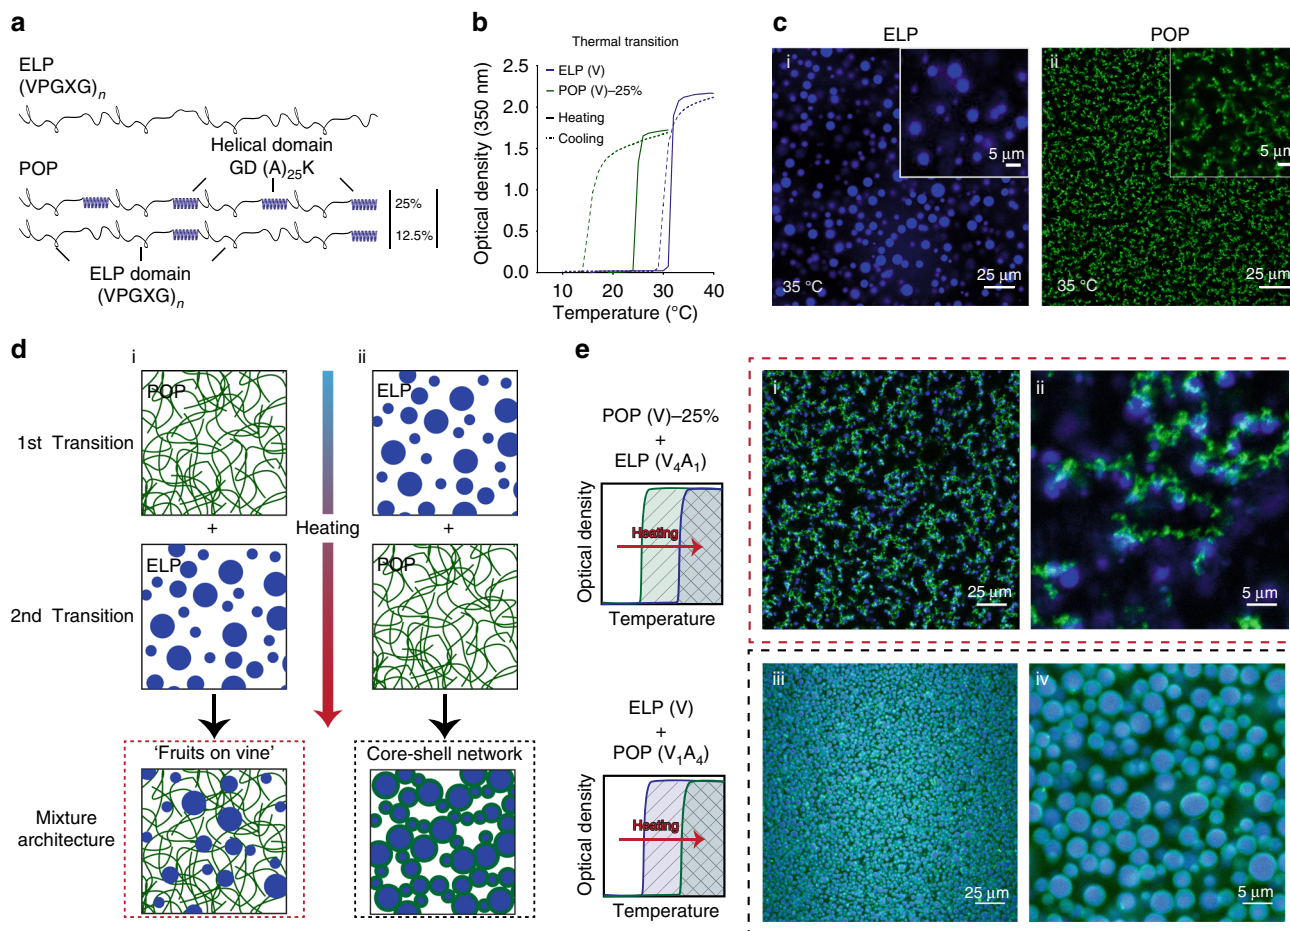 a
ELP
(VPGXG)n
Helical domain
GD (A)25K
POP
25%
12.5%
ELP domain
(VPGXG)n
b
Thermal transition
Optical density (350 nm)
2.5
2.0
1.5
1.0
0.5
0.0
ELP (V)
POP (V)–25%
Heating
Cooling
10
20
30
40
Temperature (°C)
c
ELP
POP
i
5 µm
35 °C
25 µm
ii
5 µm
35 °C
25 µm
d
i
ii
1st Transition
POP
ELP
+
Heating
+
2nd Transition
ELP
POP
'Fruits on vine'
Core-shell network
Mixture
architecture
e
POP (V)–25%
+
ELP (V4A1)
Optical density
Heating
Temperature
i
25 µm
ii
5 µm
ELP (V)
+
POP (V1A4)
Optical density
Heating
Temperature
iii
25 µm
iv
5 µm